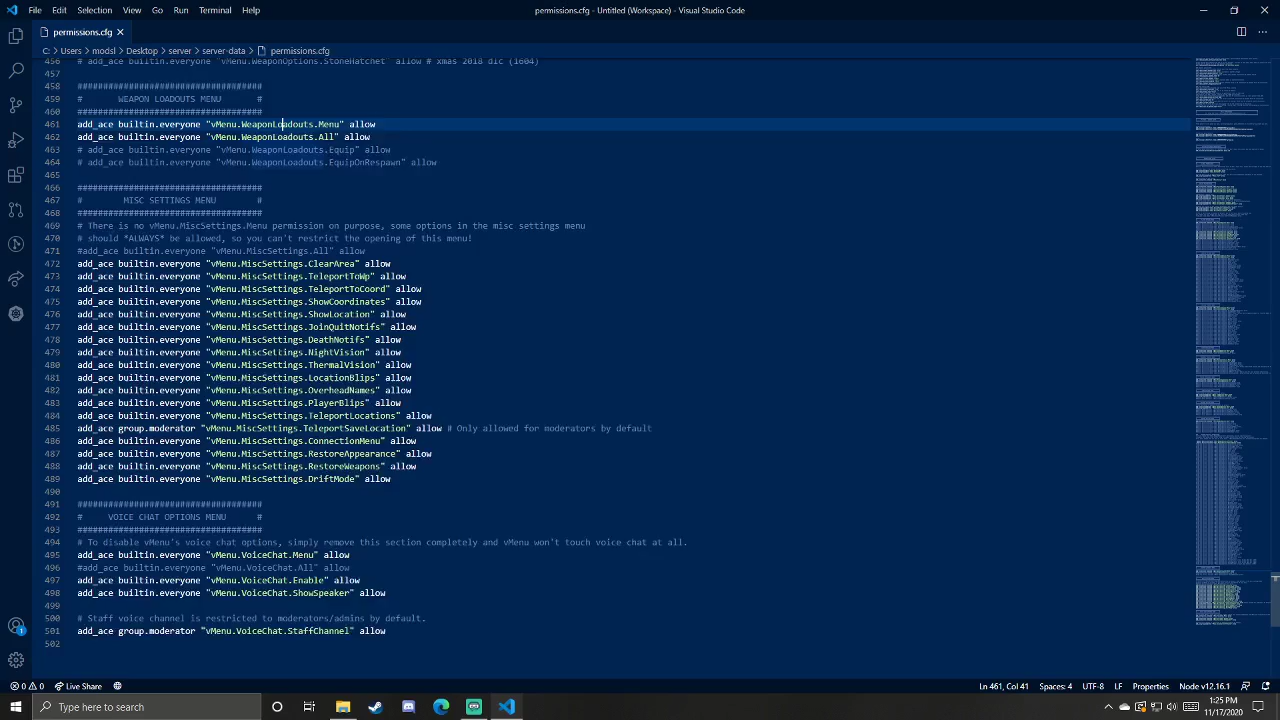 File Edit Selection View Go Run Terminal Help
permissions.cfg - Untitled (Workspace) - Visual Studio Code
permissions.cfg
C: > Users > modsl > Desktop > server > server-data > permissions.cfg
456 # add_ace builtin.everyone "vMenu.WeaponOptions.StoneHatchet" allow # xmas 2018 dlc (1604)
457
458 ####################################
459 # WEAPON LOADOUTS MENU #
460 ####################################
461 add_ace builtin.everyone "vMenu.WeaponLoadouts.Menu" allow
462 add_ace builtin.everyone "vMenu.WeaponLoadouts.All" allow
463 # add_ace builtin.everyone "vMenu.WeaponLoadouts.Equip" allow
464 # add_ace builtin.everyone "vMenu.WeaponLoadouts.EquipOnRespawn" allow
465
466 ####################################
467 # MISC SETTINGS MENU #
468 ####################################
469 # There is no vMenu.MiscSettings.Menu permission on purpose, some options in the misc settings menu
470 # should *ALWAYS* be allowed, so you can't restrict the opening of this menu!
471 #add_ace builtin.everyone "vMenu.MiscSettings.All" allow
472 add_ace builtin.everyone "vMenu.MiscSettings.ClearArea" allow
473 add_ace builtin.everyone "vMenu.MiscSettings.TeleportToWp" allow
474 add_ace builtin.everyone "vMenu.MiscSettings.TeleportToCoord" allow
475 add_ace builtin.everyone "vMenu.MiscSettings.ShowCoordinates" allow
476 add_ace builtin.everyone "vMenu.MiscSettings.ShowLocation" allow
477 add_ace builtin.everyone "vMenu.MiscSettings.JoinQuitNotifs" allow
478 add_ace builtin.everyone "vMenu.MiscSettings.DeathNotifs" allow
479 add_ace builtin.everyone "vMenu.MiscSettings.NightVision" allow
480 add_ace builtin.everyone "vMenu.MiscSettings.ThermalVision" allow
481 add_ace builtin.everyone "vMenu.MiscSettings.LocationBlips" allow
482 add_ace builtin.everyone "vMenu.MiscSettings.OverheadNames" allow
483 add_ace builtin.everyone "vMenu.MiscSettings.PlayerBlips" allow
484 add_ace builtin.everyone "vMenu.MiscSettings.TeleportLocations" allow
485 add_ace group.moderator "vMenu.MiscSettings.TeleportSaveLocation" allow # Only allowed for moderators by default
486 add_ace builtin.everyone "vMenu.MiscSettings.ConnectionMenu" allow
487 add_ace builtin.everyone "vMenu.MiscSettings.RestoreAppearance" allow
488 add_ace builtin.everyone "vMenu.MiscSettings.RestoreWeapons" allow
489 add_ace builtin.everyone "vMenu.MiscSettings.DriftMode" allow
490
491 ####################################
492 # VOICE CHAT OPTIONS MENU #
493 ####################################
494 # To disable vMenu's voice chat options, simply remove this section completely and vMenu won't touch voice chat at all.
495 add_ace builtin.everyone "vMenu.VoiceChat.Menu" allow
496 #add_ace builtin.everyone "vMenu.VoiceChat.All" allow
497 add_ace builtin.everyone "vMenu.VoiceChat.Enable" allow
498 add_ace builtin.everyone "vMenu.VoiceChat.ShowSpeaker" allow
499
500 # Staff voice channel is restricted to moderators/admins by default.
501 add_ace group.moderator "vMenu.VoiceChat.StaffChannel" allow
502
0 0 Live Share
Ln 461, Col 41 Spaces: 4 UTF-8 LF Properties Node v12.16.1
Type here to search
1:25 PM
11/17/2020